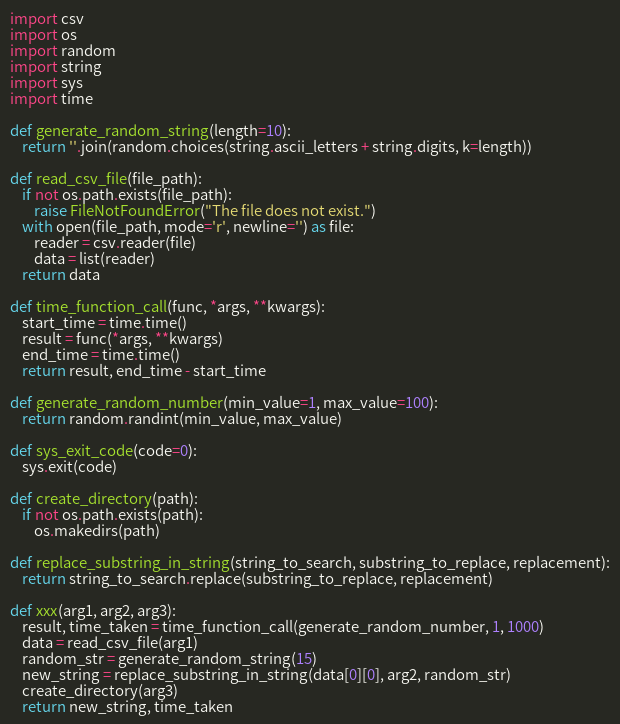 import csv
import os
import random
import string
import sys
import time

def generate_random_string(length=10):
    return ''.join(random.choices(string.ascii_letters + string.digits, k=length))

def read_csv_file(file_path):
    if not os.path.exists(file_path):
        raise FileNotFoundError("The file does not exist.")
    with open(file_path, mode='r', newline='') as file:
        reader = csv.reader(file)
        data = list(reader)
    return data

def time_function_call(func, *args, **kwargs):
    start_time = time.time()
    result = func(*args, **kwargs)
    end_time = time.time()
    return result, end_time - start_time

def generate_random_number(min_value=1, max_value=100):
    return random.randint(min_value, max_value)

def sys_exit_code(code=0):
    sys.exit(code)

def create_directory(path):
    if not os.path.exists(path):
        os.makedirs(path)

def replace_substring_in_string(string_to_search, substring_to_replace, replacement):
    return string_to_search.replace(substring_to_replace, replacement)

def xxx(arg1, arg2, arg3):
    result, time_taken = time_function_call(generate_random_number, 1, 1000)
    data = read_csv_file(arg1)
    random_str = generate_random_string(15)
    new_string = replace_substring_in_string(data[0][0], arg2, random_str)
    create_directory(arg3)
    return new_string, time_taken